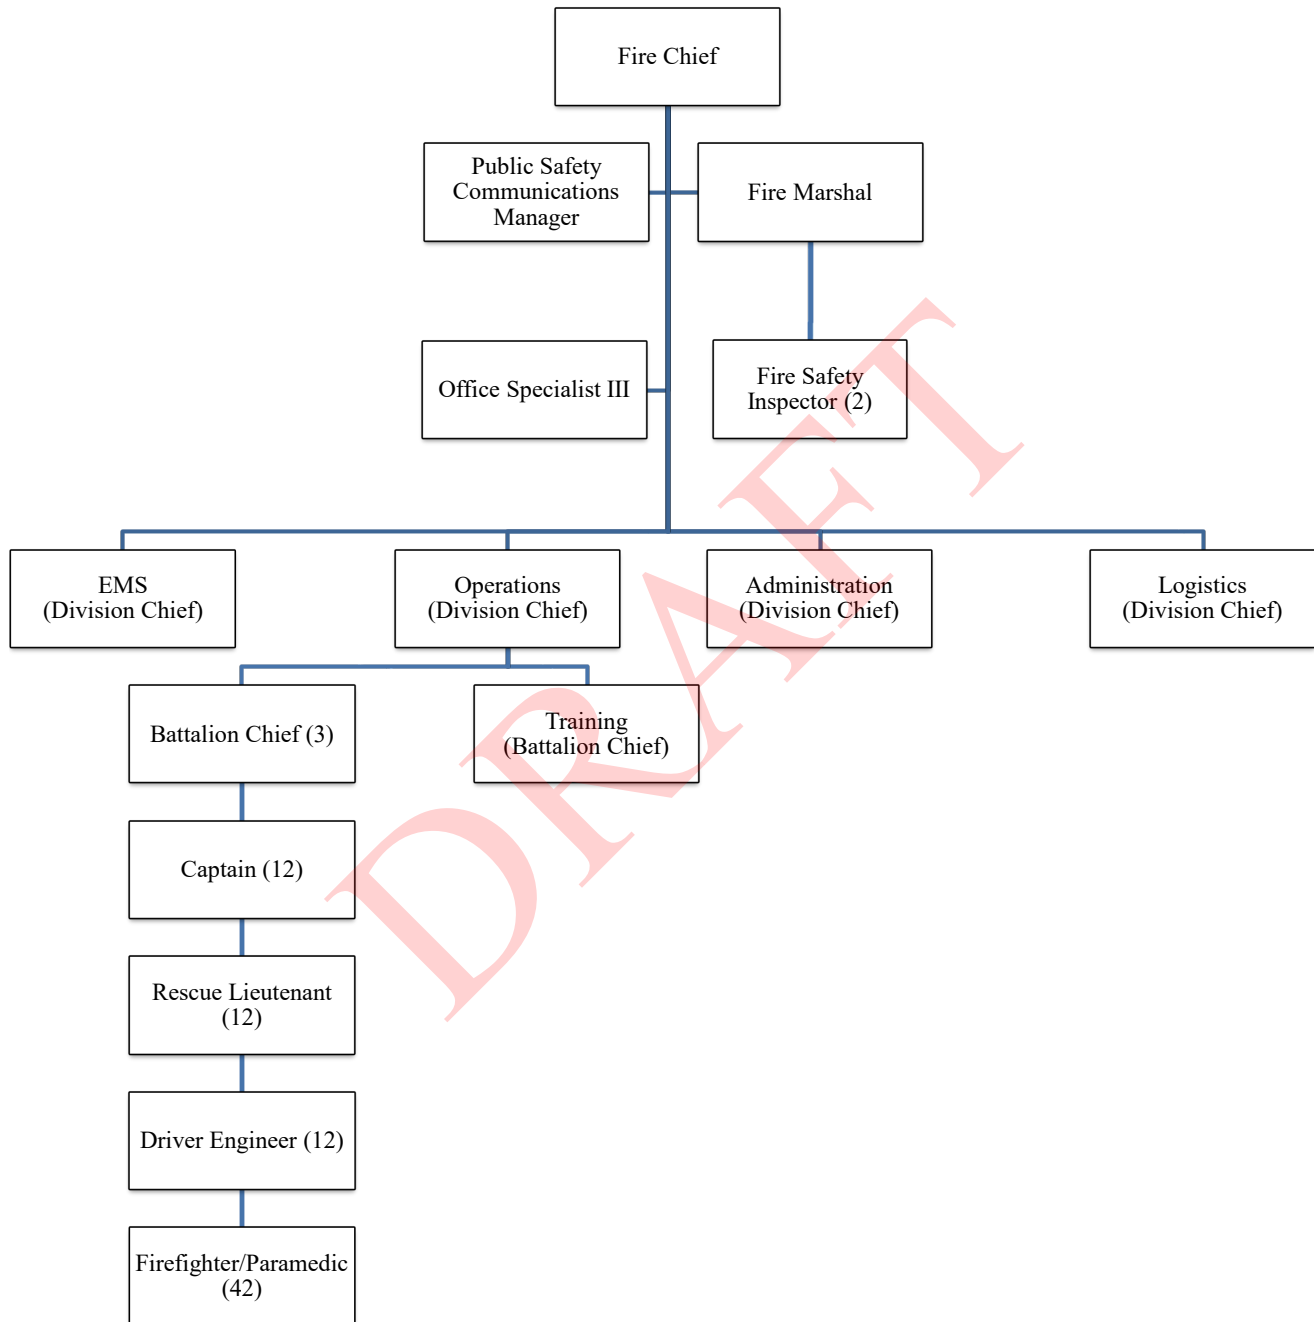 Fire Chief
Public Safety
Communications
Manager
Fire Marshal
Office Specialist III
Fire Safety
Inspector (2)
EMS
(Division Chief)
Operations
(Division Chief)
Administration
(Division Chief)
Logistics
(Division Chief)
Battalion Chief (3)
Training
(Battalion Chief)
Captain (12)
Rescue Lieutenant
(12)
Driver Engineer (12)
Firefighter/Paramedic
(42)
DRAFT